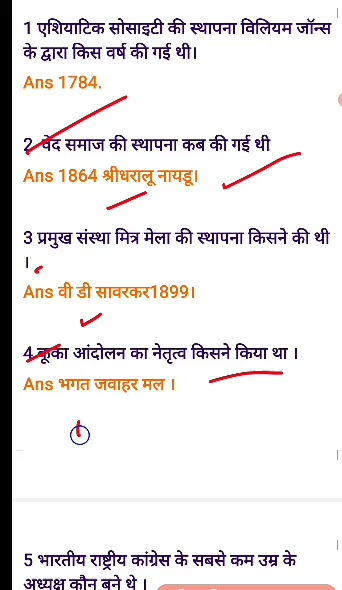 1 एशियाटिक सोसाइटी की स्थापना विलियम जॉन्स
के द्वारा किस वर्ष की गई थी।
Ans 1784.
2 वेद समाज की स्थापना कब की गई थी
Ans 1864 श्रीधरालू नायडू।
3 प्रमुख संस्था मित्र मेला की स्थापना किसने की थी
।
Ans वी डी सावरकर1899।
4 कूका आंदोलन का नेतृत्व किसने किया था ।
Ans भगत जवाहर मल ।
5 भारतीय राष्ट्रीय कांग्रेस के सबसे कम उम्र के
अध्यक्ष कौन बने थे ।